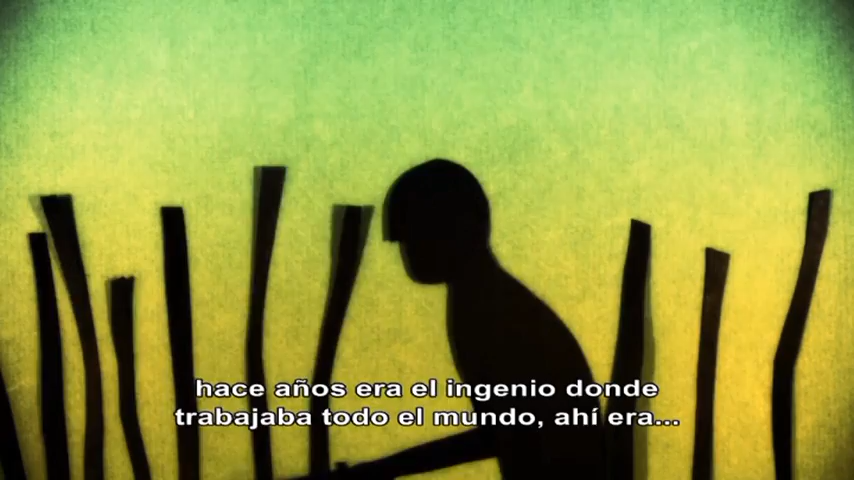 hace años era el ingenio donde
trabajaba todo el mundo, ahí era...